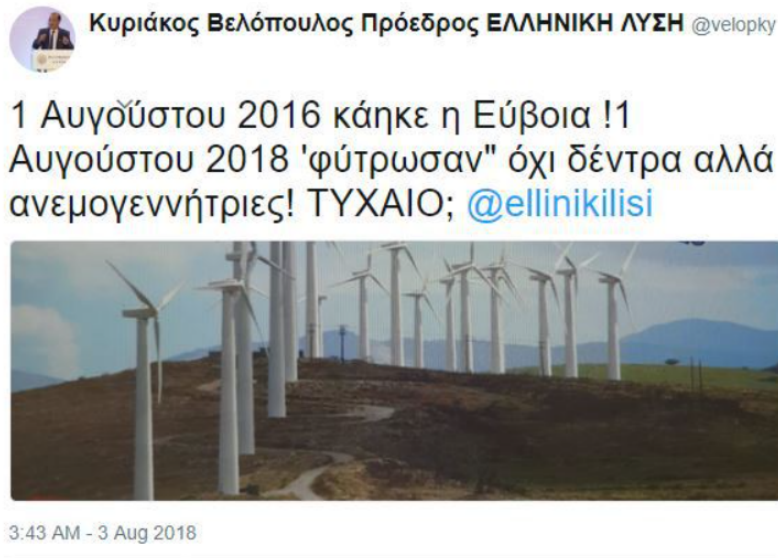 Κυριάκος Βελόπουλος Πρόεδρος ΕΛΛΗΝΙΚΗ ΛΥΣΗ @velopky
1 Αυγούστου 2016 κάηκε η Εύβοια !1
Αυγούστου 2018 'φύτρωσαν" όχι δέντρα αλλά
ανεμογεννήτριες! ΤΥΧΑΙΟ; @ellinikilisi
3:43 AM - 3 Aug 2018